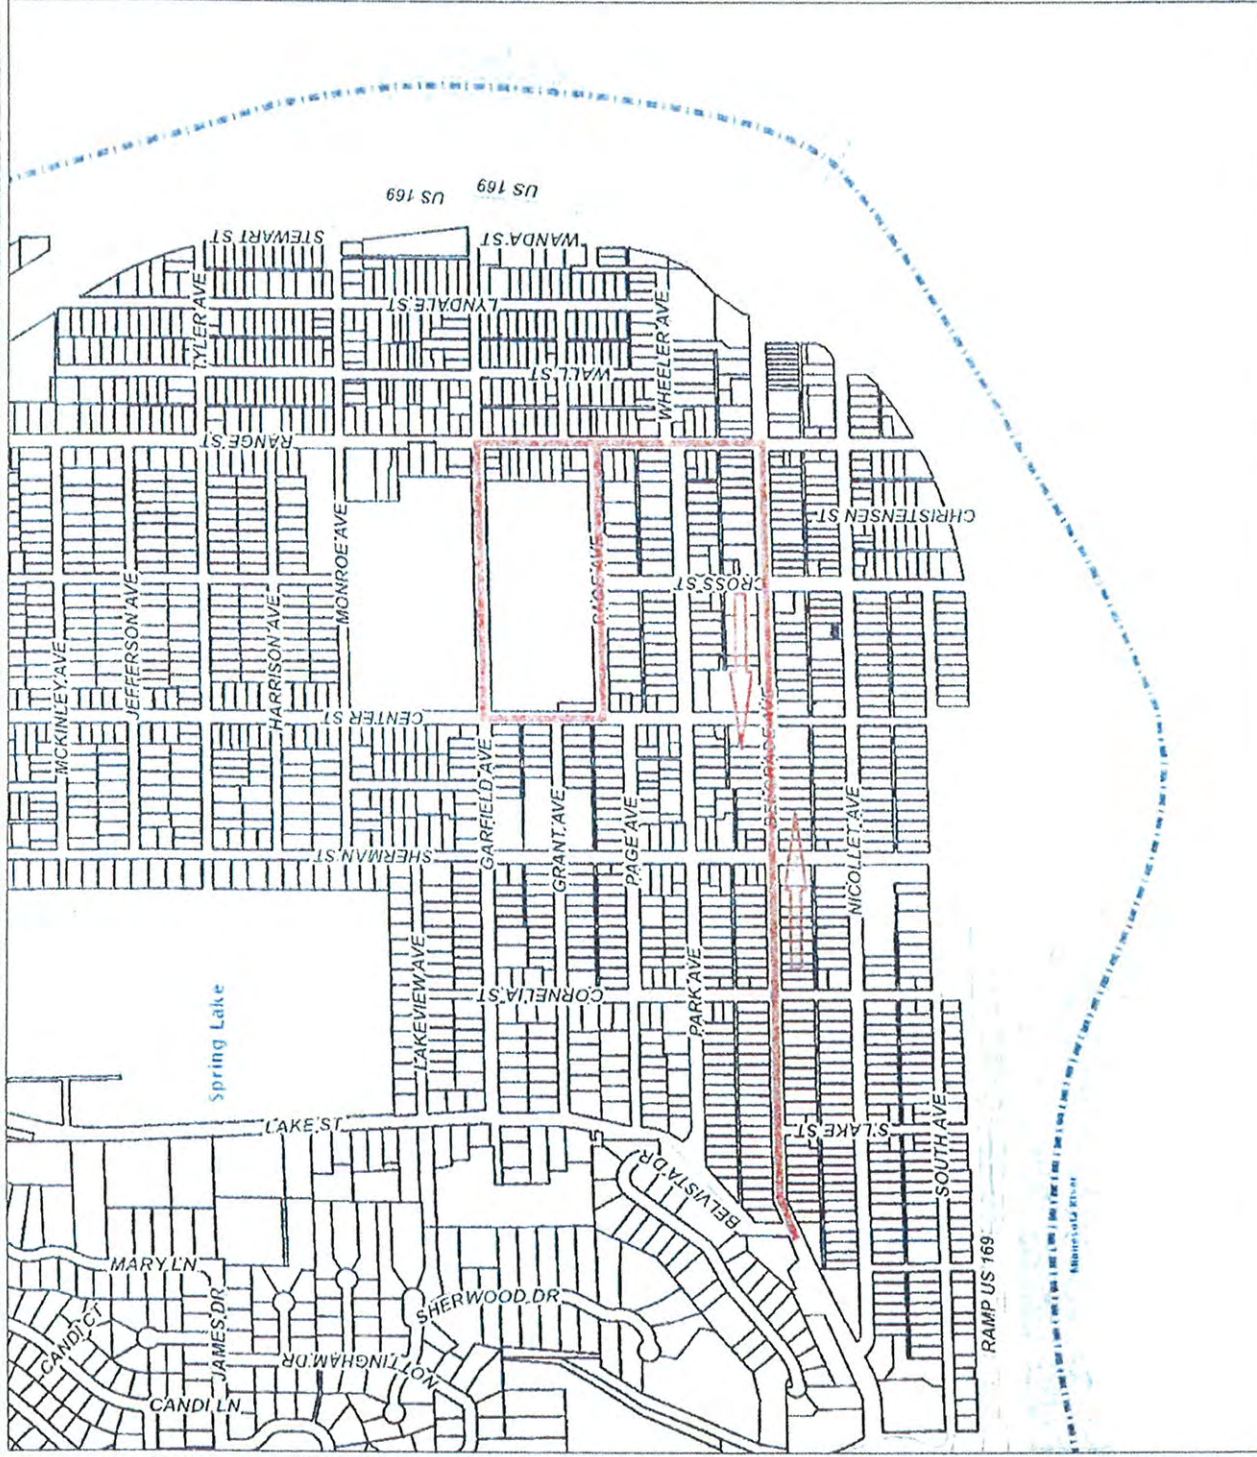 US 169
US 169
STEWART ST
WANDA ST
TYLER AVE
LYNDALE ST
WHEELER AVE
WALL ST
RANGE ST
CHRISTENSEN ST
MONROE AVE
CROSS ST
JEFFERSON AVE
HARRISON AVE
MCKINLEY AVE
CENTER ST
GARFIELD AVE
GRANT AVE
PAGE AVE
NICOLLET AVE
SHERMAN ST
LAKEVIEW AVE
CORNELIA ST
PARK AVE
Spring Lake
LAKE ST
S LAKE ST
SOUTH AVE
BELVISTA DR
Minnesota River
MARY LN
RAMP US 169
SHERWOOD DR
JAMES DR
CANDI CT
NOTTINGHAM DR
CANDI LN